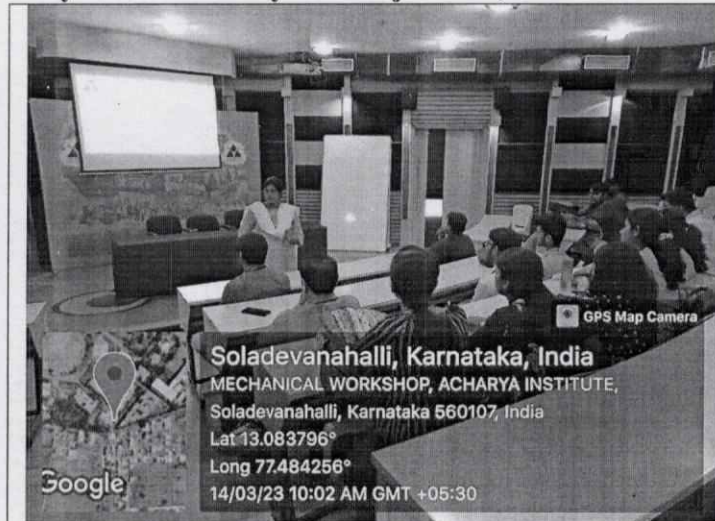 GPS Map Camera
Soladevanahalli, Karnataka, India
MECHANICAL WORKSHOP, ACHARYA INSTITUTE,
Soladevanahalli, Karnataka 560107, India
Lat 13.083796°
Long 77.484256°
14/03/23 10:02 AM GMT +05:30
Google